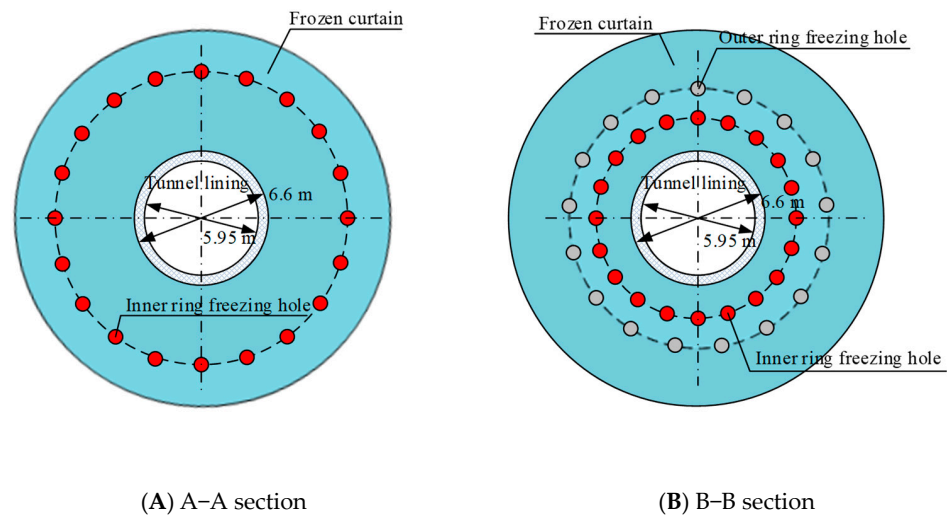 Frozen curtain
Tunnel lining
6.6 m
5.95 m
Inner ring freezing hole
(A) A−A section
Frozen curtain
Outer ring freezing hole
Tunnel lining
6.6 m
5.95 m
Inner ring freezing hole
(B) B−B section